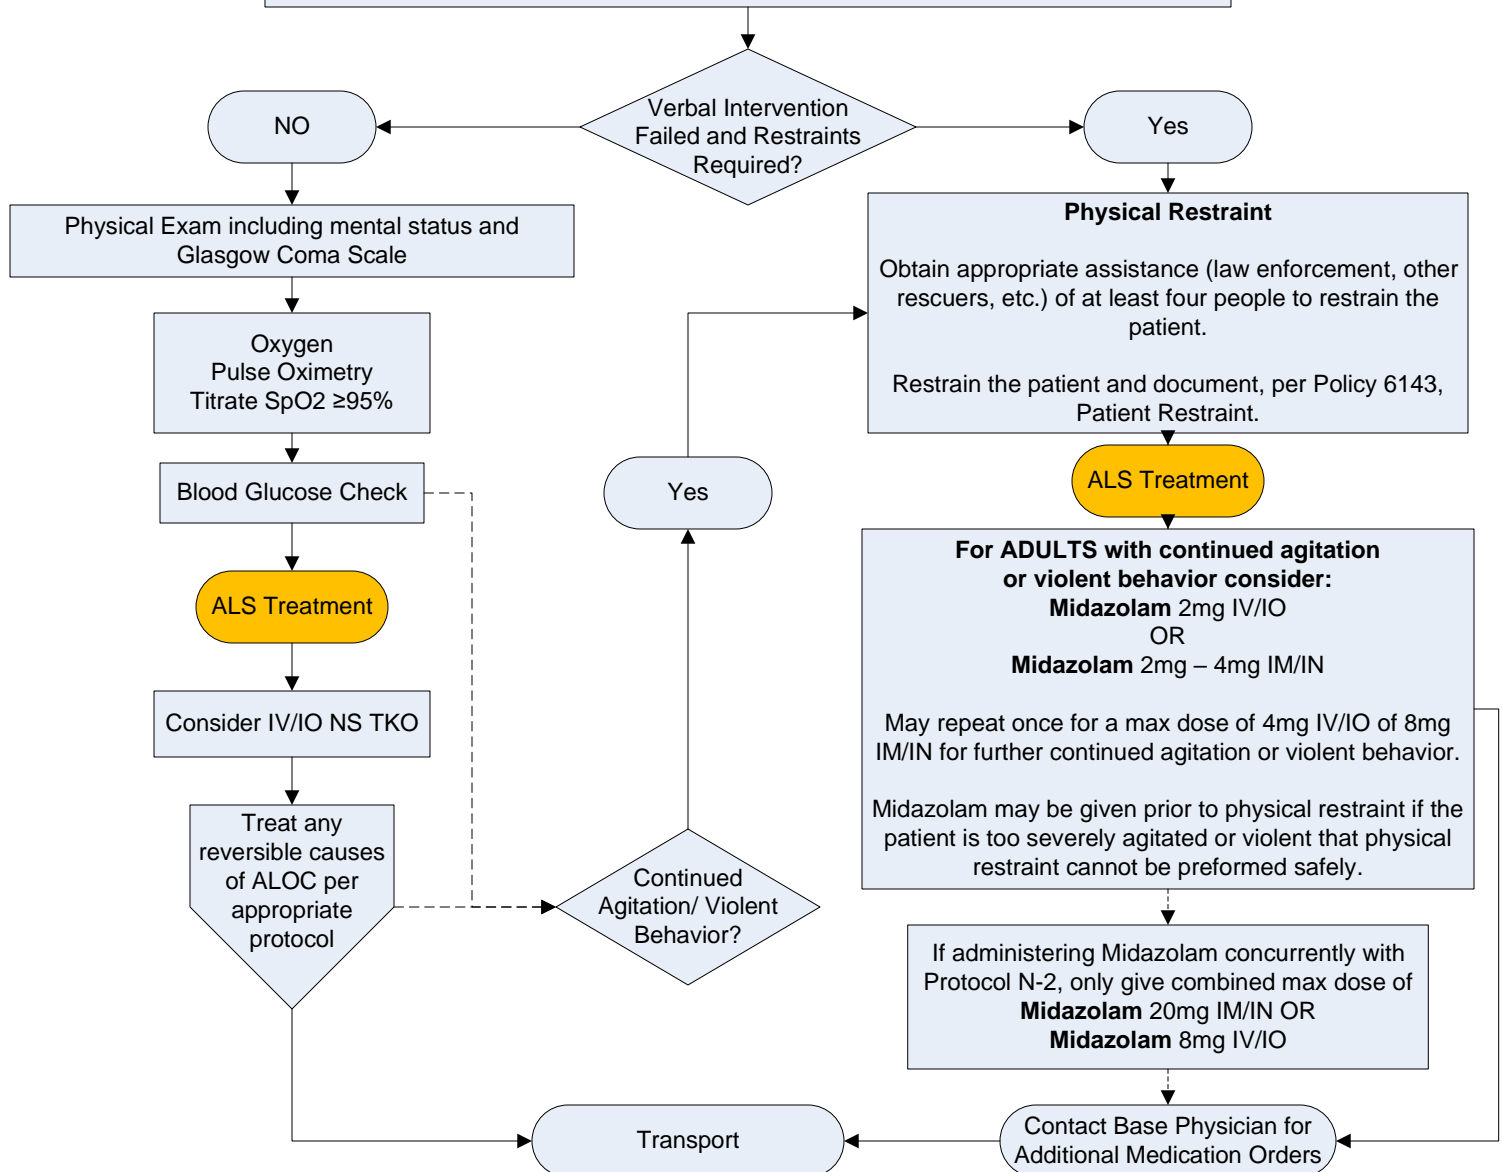 Verbal Intervention
Failed and Restraints
Required?
NO
Yes
Physical Exam including mental status and
Glasgow Coma Scale
Oxygen
Pulse Oximetry
Titrate SpO2 ≥95%
Blood Glucose Check
ALS Treatment
Consider IV/IO NS TKO
Treat any
reversible causes
of ALOC per
appropriate
protocol
Continued
Agitation/ Violent
Behavior?
Yes
Physical Restraint
Obtain appropriate assistance (law enforcement, other
rescuers, etc.) of at least four people to restrain the
patient.
Restrain the patient and document, per Policy 6143,
Patient Restraint.
ALS Treatment
For ADULTS with continued agitation
or violent behavior consider:
Midazolam 2mg IV/IO
OR
Midazolam 2mg – 4mg IM/IN
May repeat once for a max dose of 4mg IV/IO of 8mg
IM/IN for further continued agitation or violent behavior.
Midazolam may be given prior to physical restraint if the
patient is too severely agitated or violent that physical
restraint cannot be preformed safely.
If administering Midazolam concurrently with
Protocol N-2, only give combined max dose of
Midazolam 20mg IM/IN OR
Midazolam 8mg IV/IO
Contact Base Physician for
Additional Medication Orders
Transport